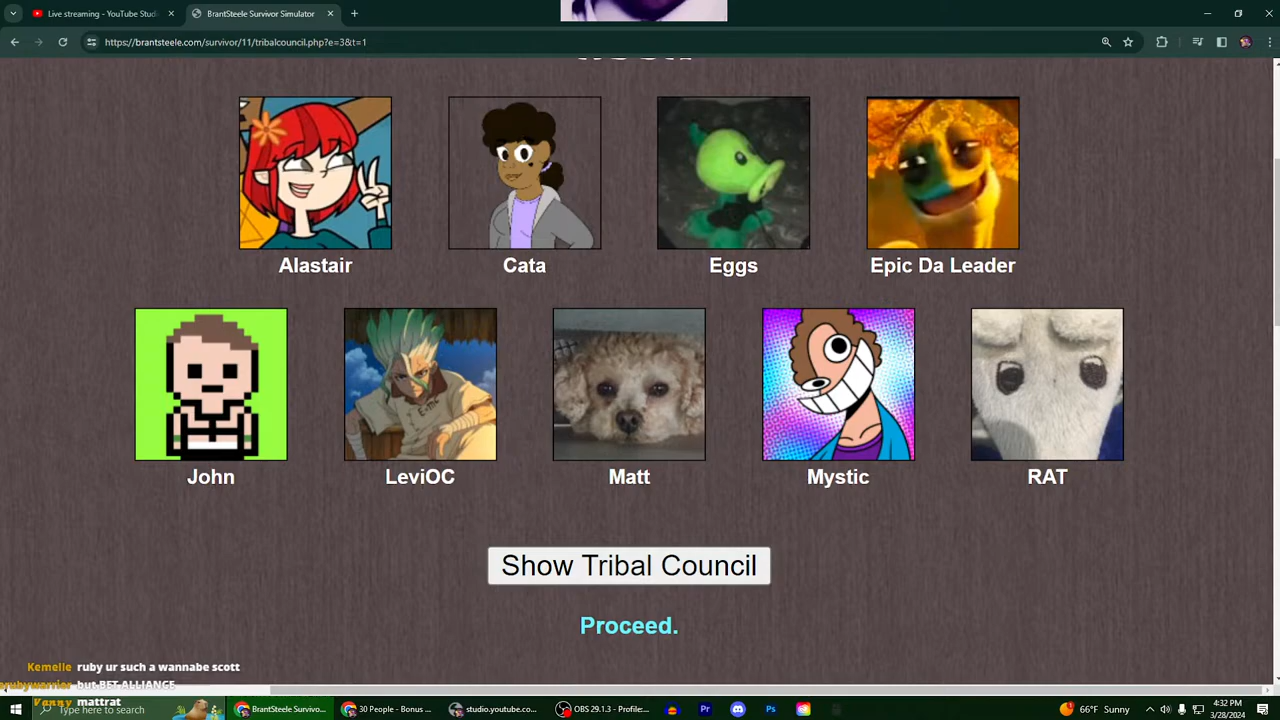 Live streaming - YouTube Studi
BrantSteele Survivor Simulator
https://brantsteele.com/survivor/11/tribalcouncil.php?e=3&t=1
Alastair
Cata
Eggs
Epic Da Leader
John
LeviOC
Matt
Mystic
RAT
Show Tribal Council
Proceed.
Kemelle ruby ur such a wannabe scott
rubywarrior but BET ALLIANCE
Vanny mattrat
Type here to search
BrantSteele Survivo...
30 People - Bonus ...
studio.youtube.co...
OBS 29.1.3 - Profile:...
66°F Sunny
4:32 PM
3/28/2024